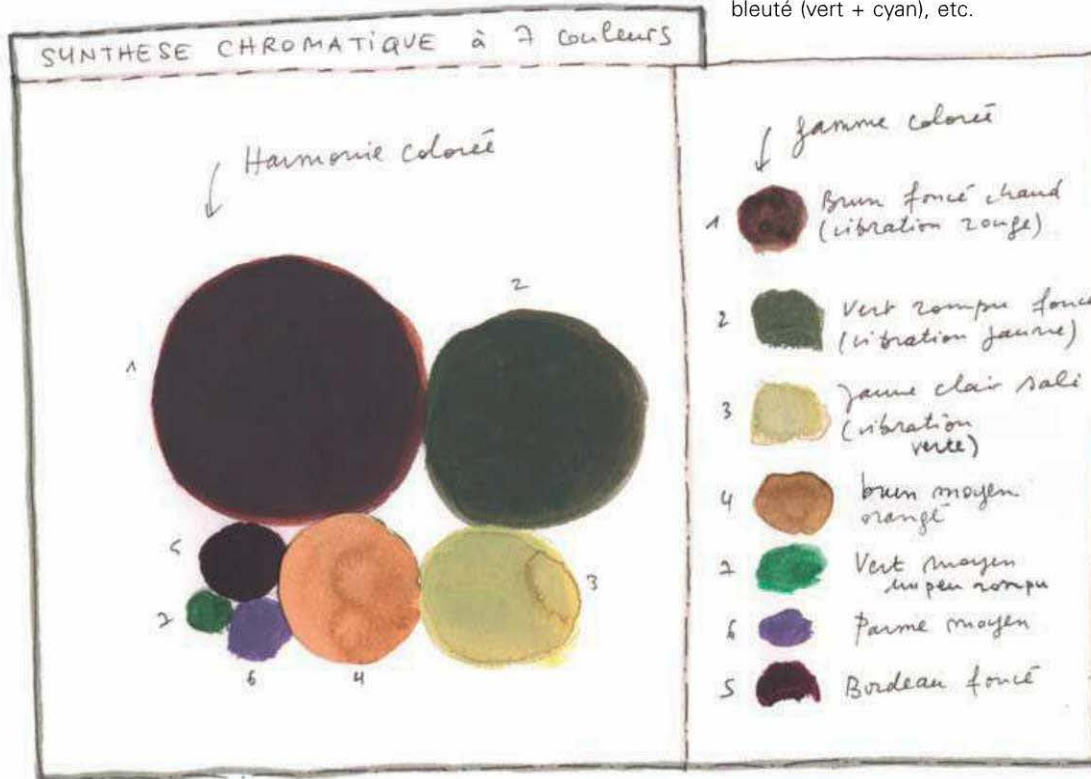 bleuté (vert + cyan), etc.
SYNTHESE CHROMATIQUE à 7 couleurs
Harmonie colorée
1
2
3
4
5
6
7
gamme colorée
1 Brun foncé chaud
(vibration rouge)
2 Vert rompu foncé
(vibration jaune)
3 Jaune clair sali
(vibration
verte)
4 brun moyen
orangé
7 Vert moyen
un peu rompu
6 Parme moyen
5 Bordeau foncé